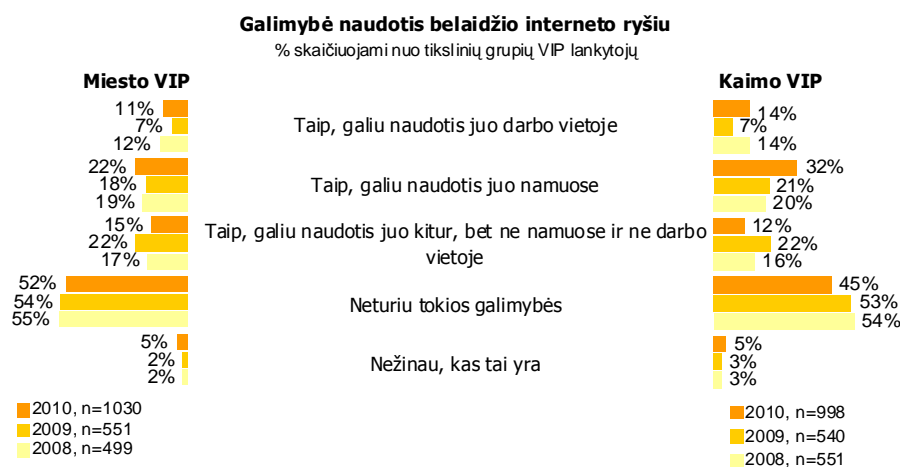 Galimybė naudotis belaidžio interneto ryšiu
% skaičiuojami nuo tikslinių grupių VIP lankytojų
Miesto VIP
Kaimo VIP
11%
7%
12%
Taip, galiu naudotis juo darbo vietoje
14%
7%
14%
22%
18%
19%
Taip, galiu naudotis juo namuose
32%
21%
20%
15%
22%
17%
Taip, galiu naudotis juo kitur, bet ne namuose ir ne darbo
vietoje
12%
22%
16%
52%
54%
55%
Neturiu tokios galimybės
45%
53%
54%
5%
2%
2%
Nežinau, kas tai yra
5%
3%
3%
2010, n=1030
2009, n=551
2008, n=499
2010, n=998
2009, n=540
2008, n=551